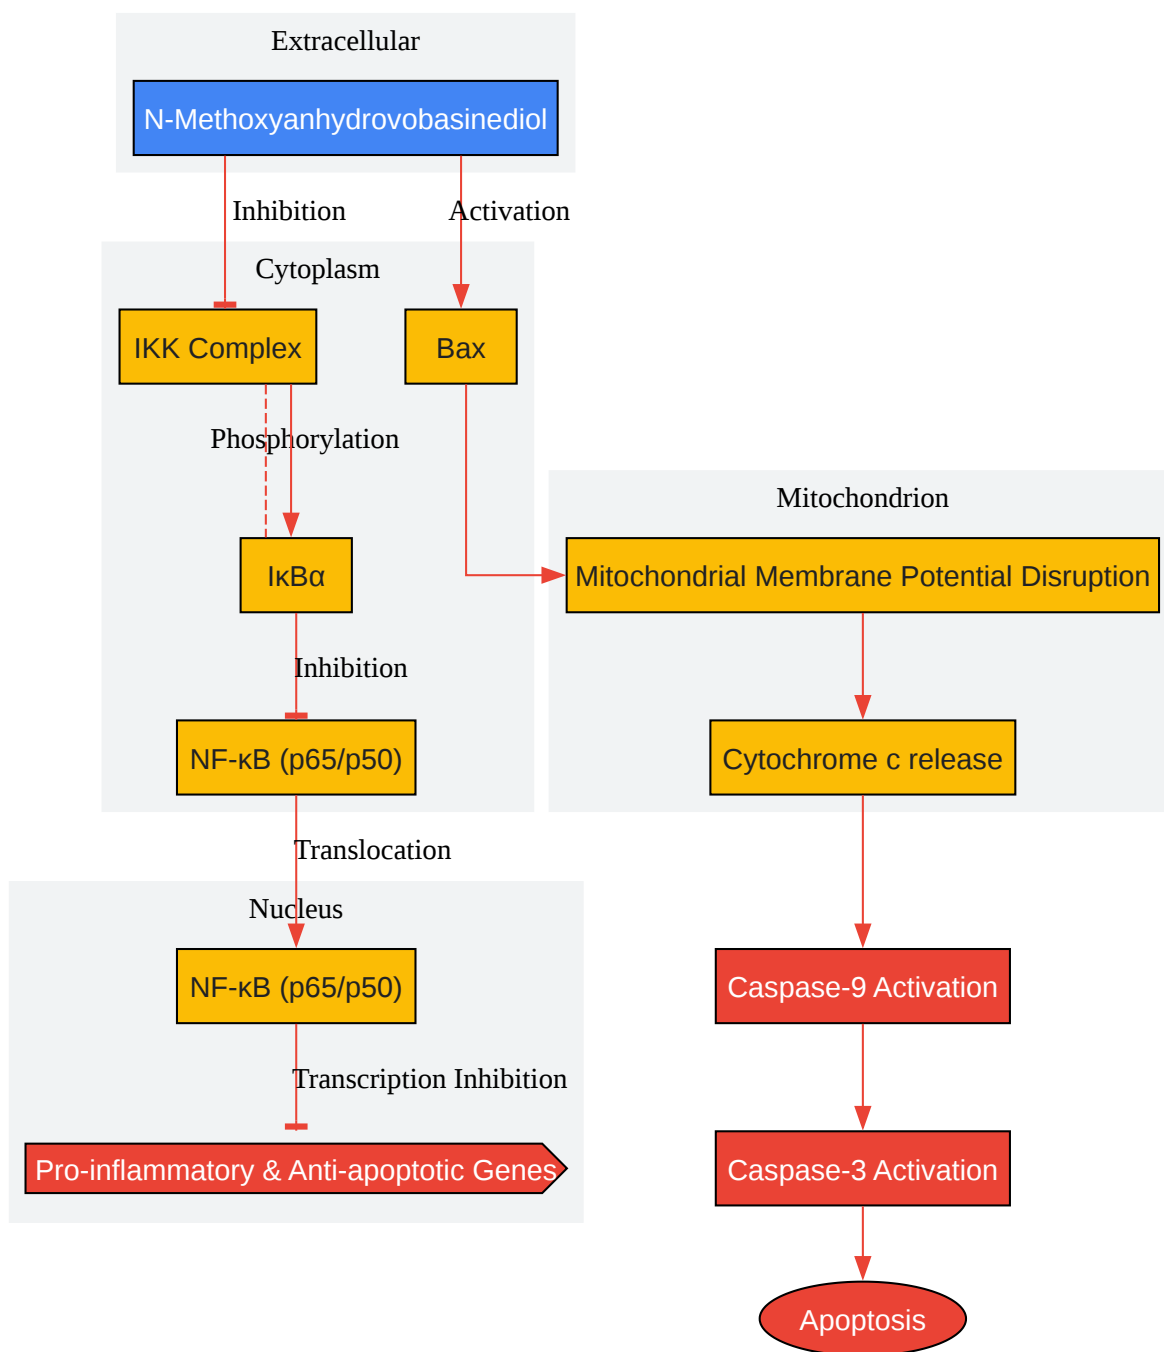 Extracellular
N-Methoxyanhydrovobasinediol
Inhibition
Activation
Cytoplasm
IKK Complex
Bax
Phosphorylation
Mitochondrion
IκBα
Mitochondrial Membrane Potential Disruption
Inhibition
NF-κB (p65/p50)
Cytochrome c release
Translocation
Nucleus
NF-κB (p65/p50)
Caspase-9 Activation
Transcription Inhibition
Pro-inflammatory & Anti-apoptotic Genes
Caspase-3 Activation
Apoptosis